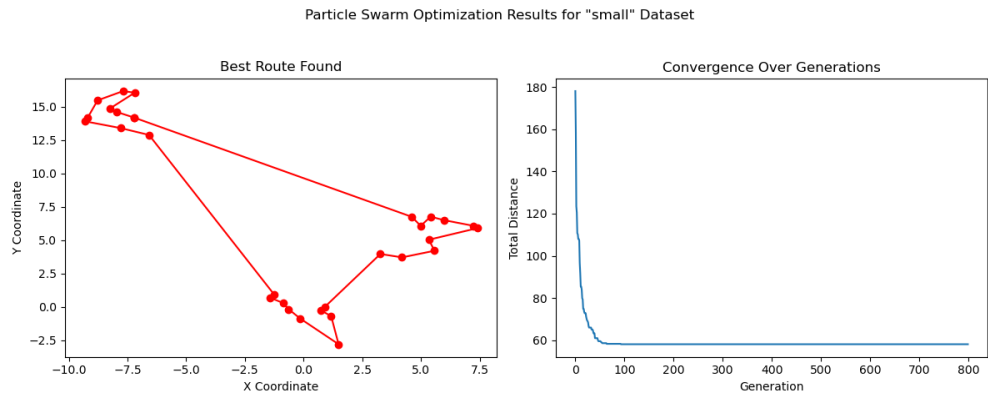 Particle Swarm Optimization Results for "small" Dataset
Best Route Found
15.0
12.5
10.0
7.5
5.0
2.5
0.0
−2.5
Y Coordinate
−10.0 −7.5 −5.0 −2.5 0.0 2.5 5.0 7.5
X Coordinate
Convergence Over Generations
180
160
140
120
100
80
60
Total Distance
0 100 200 300 400 500 600 700 800
Generation